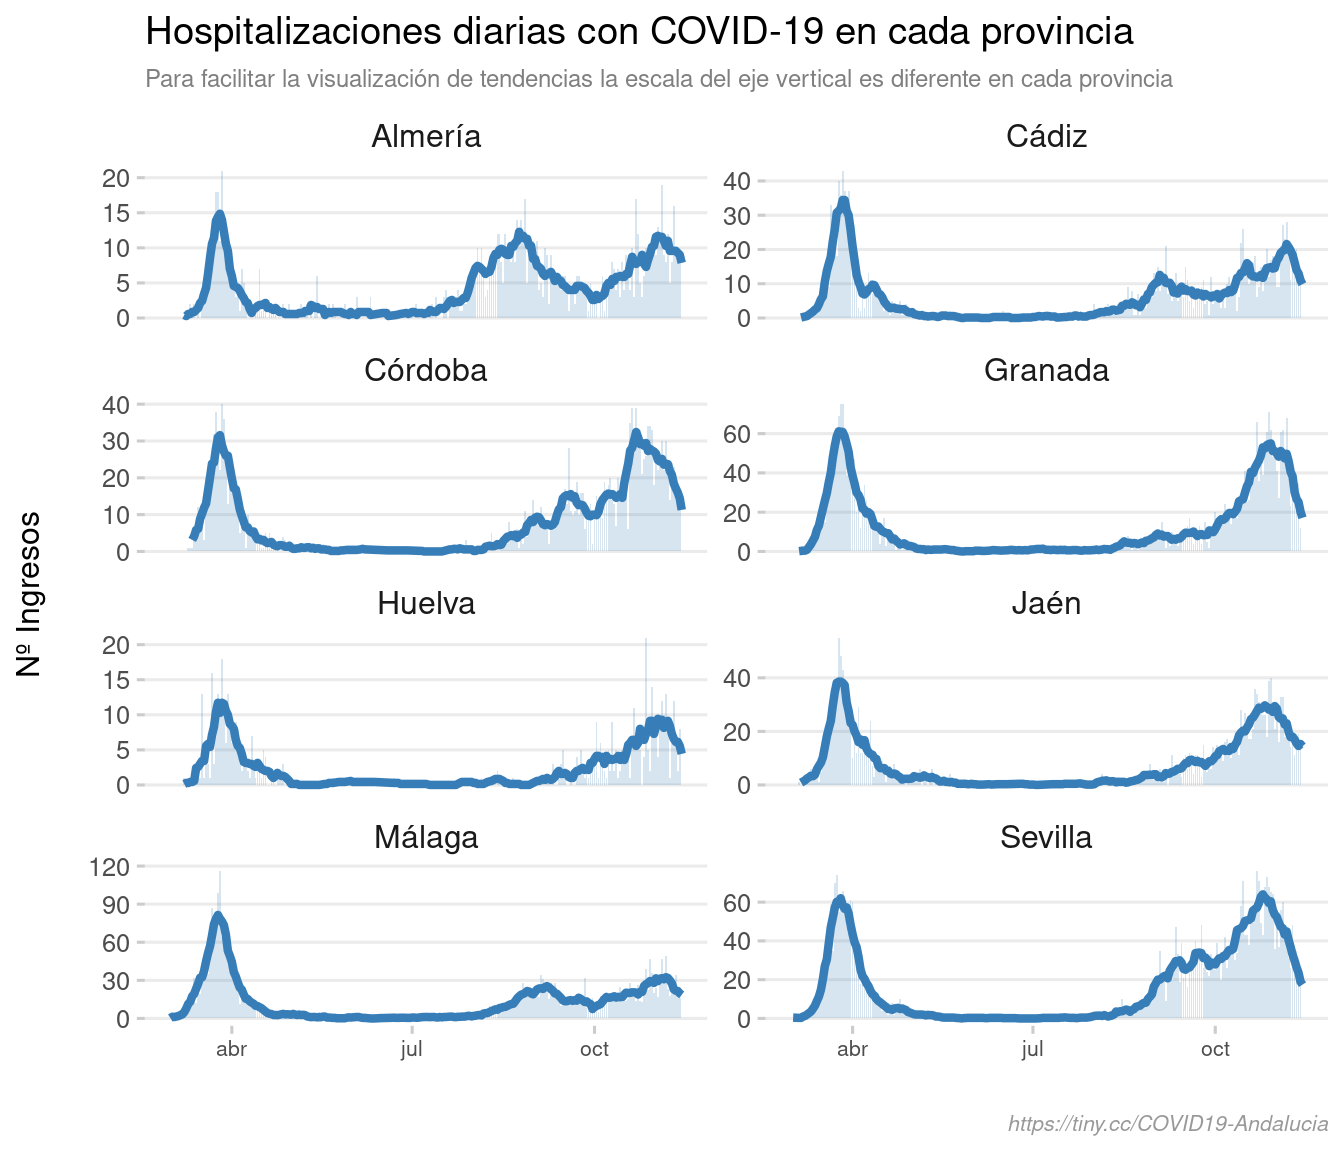 Hospitalizaciones diarias con COVID-19 en cada provincia
Para facilitar la visualización de tendencias la escala del eje vertical es diferente en cada provincia
Nº Ingresos
Almería
20
15
10
5
0
Cádiz
40
30
20
10
0
Córdoba
40
30
20
10
0
Granada
60
40
20
0
Huelva
20
15
10
5
0
Jaén
40
20
0
Málaga
120
90
60
30
0
abr jul oct
Sevilla
60
40
20
0
abr jul oct
https://tiny.cc/COVID19-Andalucia